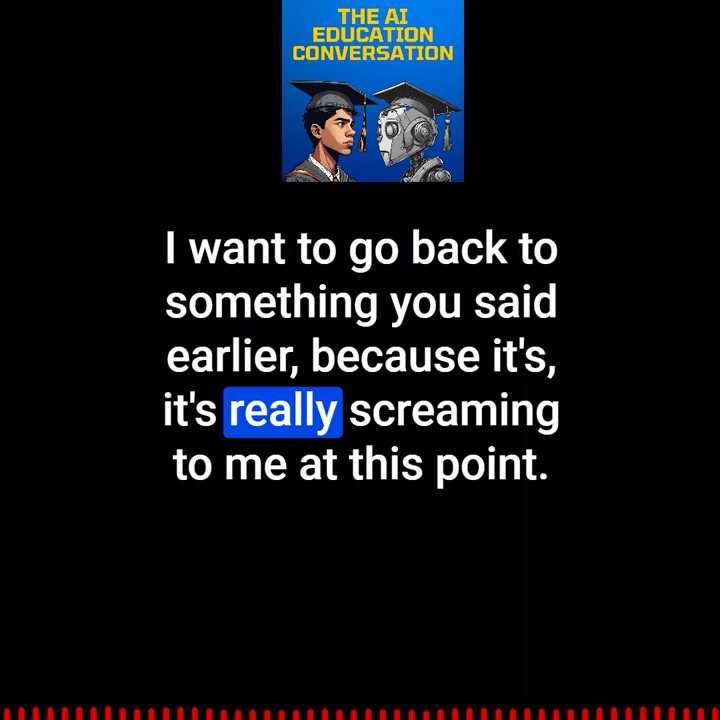 THE AI
EDUCATION
CONVERSATION
I want to go back to
something you said
earlier, because it's,
it's really screaming
to me at this point.